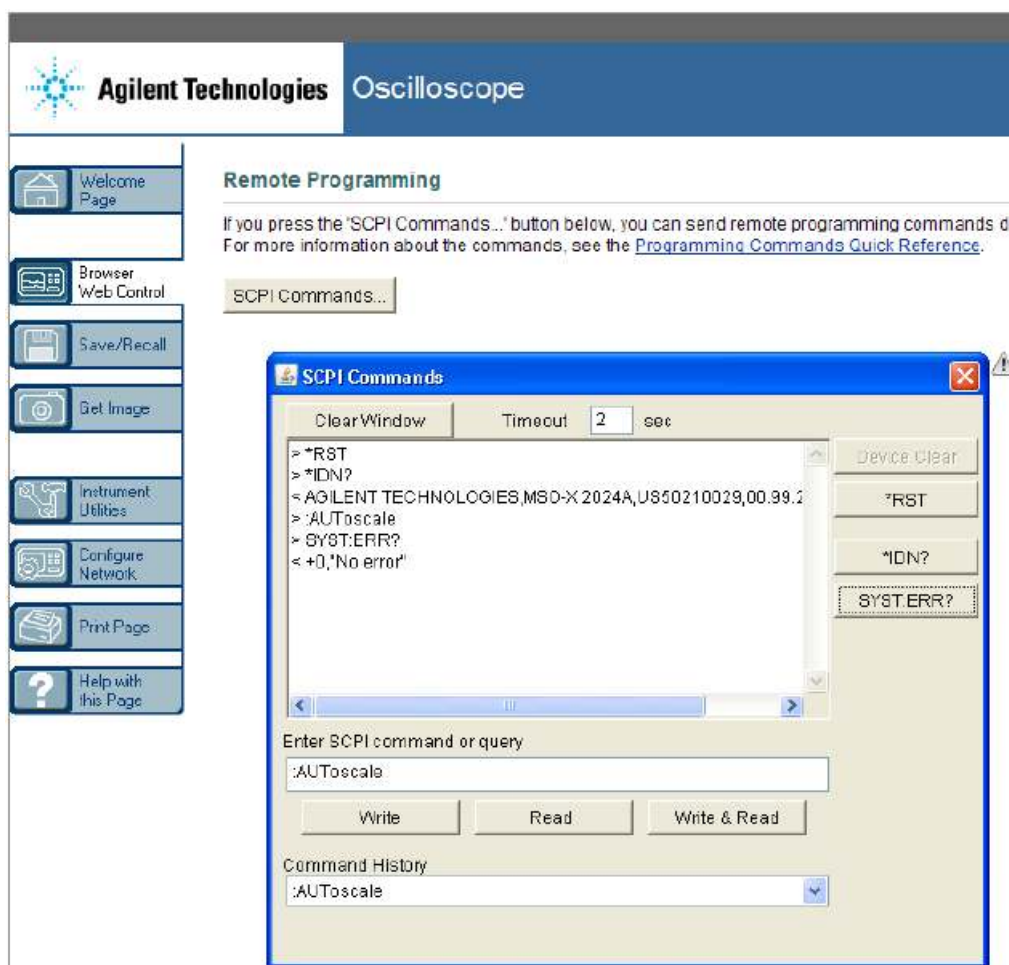 Agilent Technologies
Oscilloscope
Welcome
Page
Browser
Web Control
Save/Recall
Get Image
Instrument
Utilities
Configure
Network
Print Page
Help with
this Page
Remote Programming
If you press the "SCPI Commands..." button below, you can send remote programming commands d
For more information about the commands, see the Programming Commands Quick Reference.
SCPI Commands...
SCPI Commands
Clear Window
Timeout 2 sec
> *RST
> *IDN?
< AGILENT TECHNOLOGIES,MSO-X 2024A,US50210029,00.99.2
> :AUToscale
> SYST:ERR?
< +0,"No error"
Device Clear
*RST
*IDN?
SYST:ERR?
Enter SCPI command or query
:AUToscale
Write
Read
Write & Read
Command History
:AUToscale